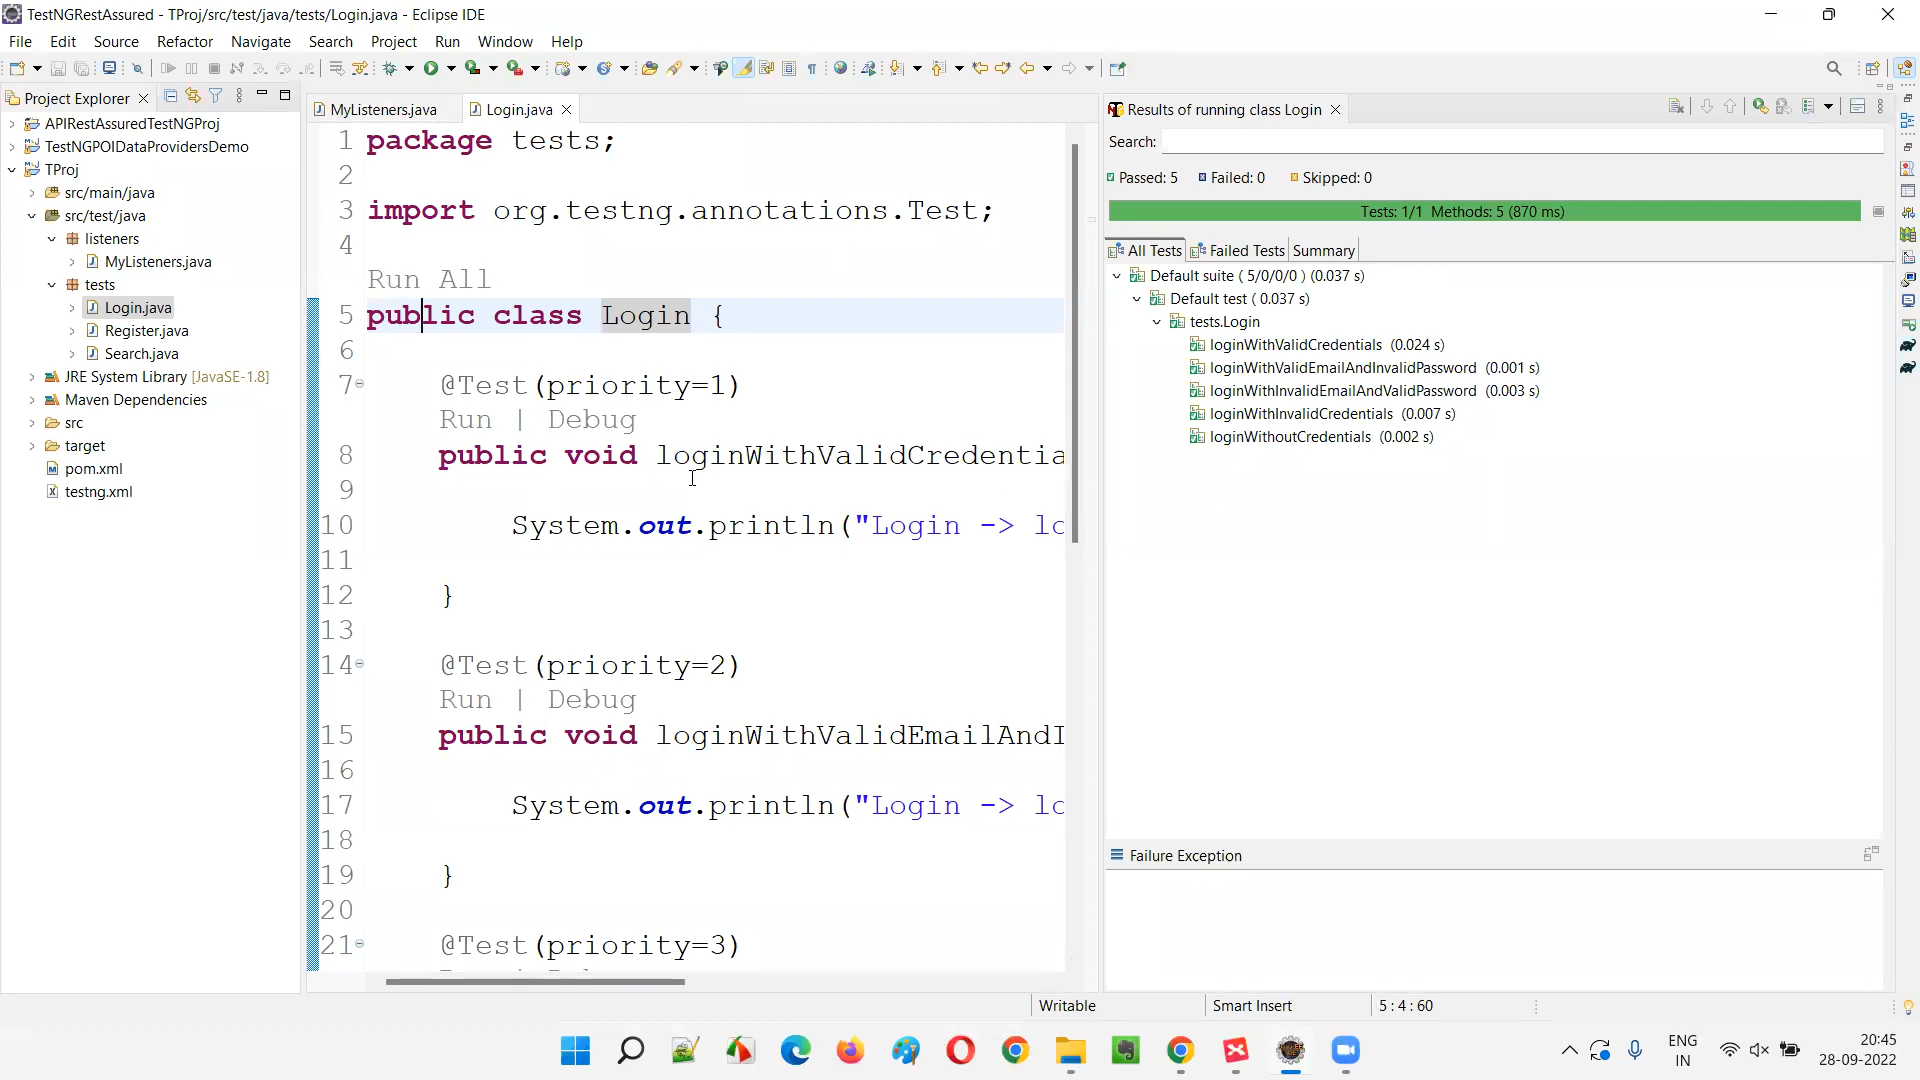 TestNGRestAssured - TProj/src/test/java/tests/Login.java - Eclipse IDE
File Edit Source Refactor Navigate Search Project Run Window Help
Project Explorer
APIRestAssuredTestNGProj
TestNGPOIDataProvidersDemo
TProj
src/main/java
src/test/java
listeners
MyListeners.java
tests
Login.java
Register.java
Search.java
JRE System Library [JavaSE-1.8]
Maven Dependencies
src
target
pom.xml
testng.xml
MyListeners.java Login.java
1 package tests;
2
3 import org.testng.annotations.Test;
4
Run All
5 public class Login {
6
7 @Test(priority=1)
Run | Debug
8 public void loginWithValidCredentia
9
10 System.out.println("Login -> lo
11
12 }
13
14 @Test(priority=2)
Run | Debug
15 public void loginWithValidEmailAndI
16
17 System.out.println("Login -> lo
18
19 }
20
21 @Test(priority=3)
Results of running class Login
Search:
Passed: 5 Failed: 0 Skipped: 0
Tests: 1/1 Methods: 5 (870 ms)
All Tests Failed Tests Summary
Default suite ( 5/0/0/0 ) (0.037 s)
Default test ( 0.037 s)
tests.Login
loginWithValidCredentials (0.024 s)
loginWithValidEmailAndInvalidPassword (0.001 s)
loginWithInvalidEmailAndValidPassword (0.003 s)
loginWithInvalidCredentials (0.007 s)
loginWithoutCredentials (0.002 s)
Failure Exception
Writable Smart Insert 5 : 4 : 60
ENG
IN
20:45
28-09-2022